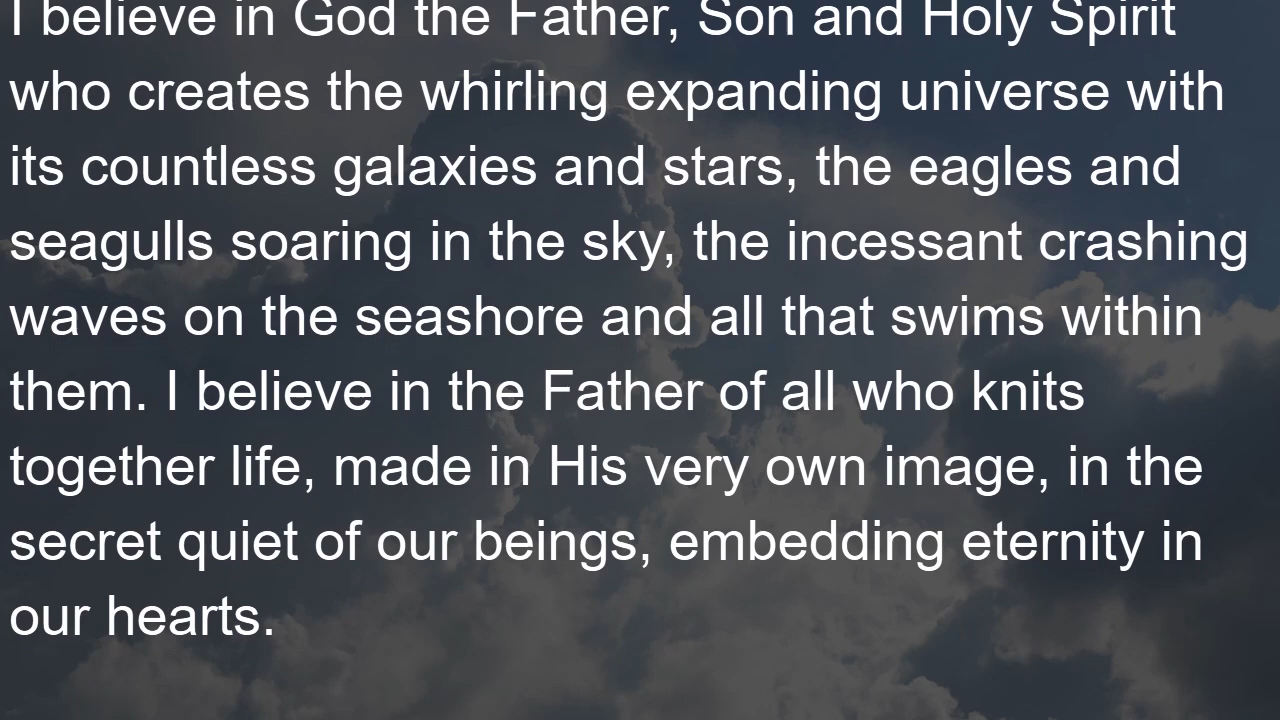 I believe in God the Father, Son and Holy Spirit
who creates the whirling expanding universe with
its countless galaxies and stars, the eagles and
seagulls soaring in the sky, the incessant crashing
waves on the seashore and all that swims within
them. I believe in the Father of all who knits
together life, made in His very own image, in the
secret quiet of our beings, embedding eternity in
our hearts.